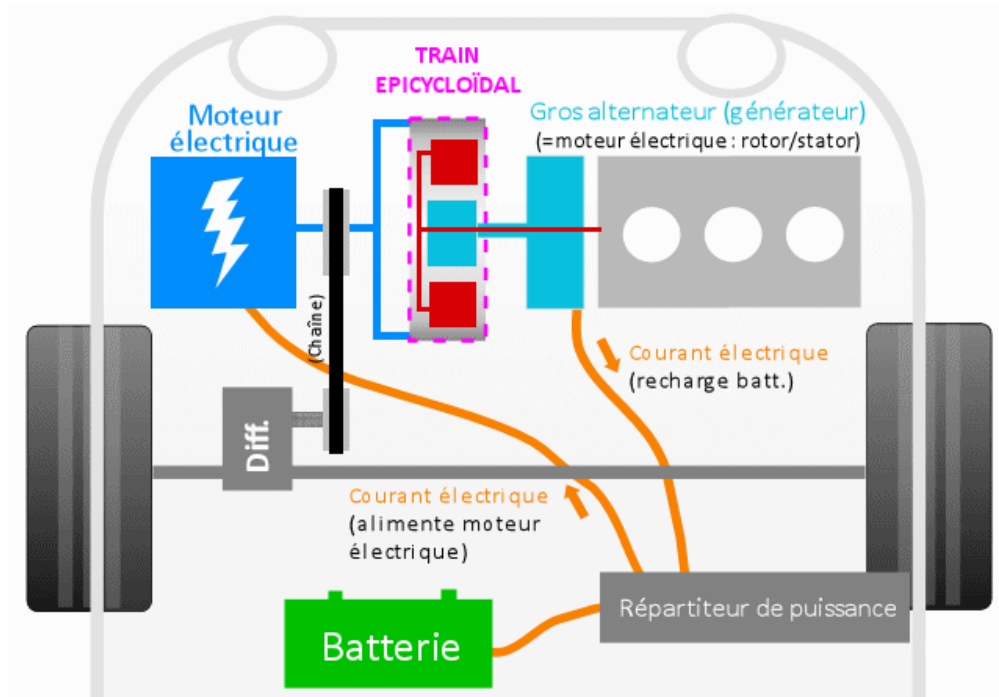 TRAIN
EPICYCLOÏDAL
Moteur
électrique
Gros alternateur (générateur)
(=moteur électrique : rotor/stator)
(Chaîne)
Courant électrique
(recharge batt.)
Diff.
Courant électrique
(alimente moteur
électrique)
Répartiteur de puissance
Batterie